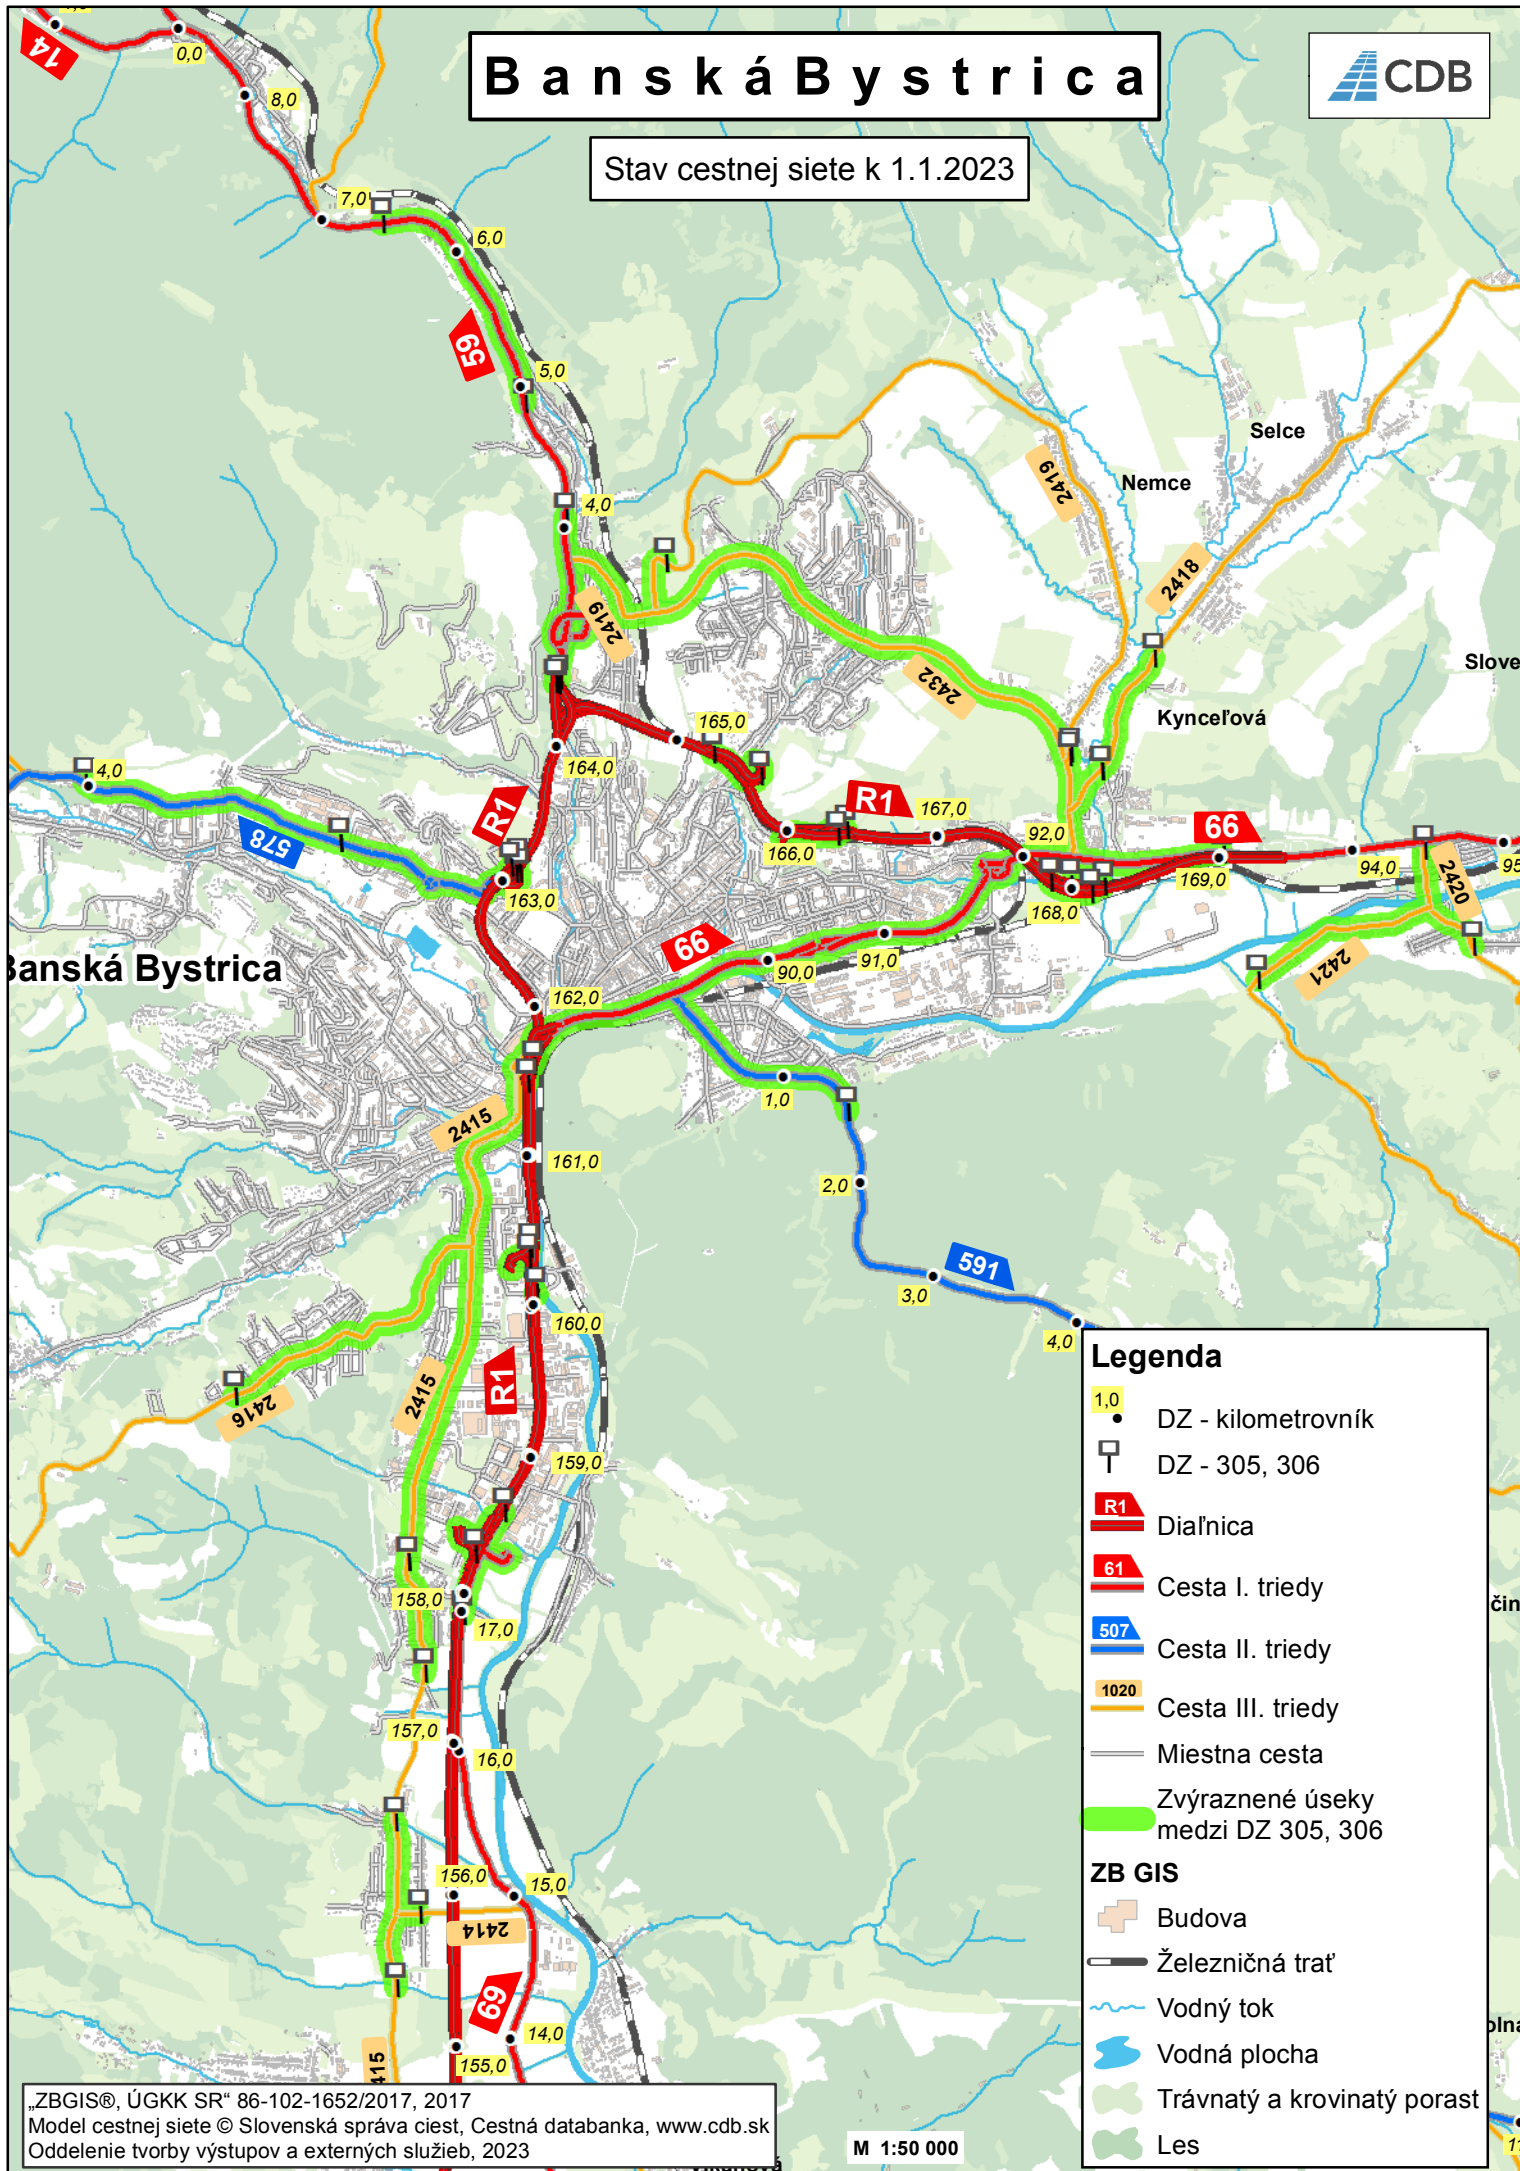 Banská Bystrica
CDB
Stav cestnej siete k 1.1.2023
14
0,0
8,0
7,0
6,0
59
5,0
4,0
Selce
2419
Nemce
2418
2419
Slove
2432
Kynceľová
165,0
164,0
4,0
R1
R1
167,0
92,0
66
578
166,0
94,0
95
169,0
2420
163,0
168,0
66
91,0
90,0
2421
Banská Bystrica
162,0
1,0
2415
161,0
2,0
591
3,0
160,0
4,0
R1
2415
2416
159,0
158,0
17,0
čin
157,0
16,0
156,0
15,0
2414
69
14,0
155,0
415
olna
11
Legenda
1,0
DZ - kilometrovník
DZ - 305, 306
R1
Diaľnica
61
Cesta I. triedy
507
Cesta II. triedy
1020
Cesta III. triedy
Miestna cesta
Zvýraznené úseky
medzi DZ 305, 306
ZB GIS
Budova
Železničná trať
Vodný tok
Vodná plocha
Trávnatý a krovinatý porast
Les
„ZBGIS®, ÚGKK SR“ 86-102-1652/2017, 2017
Model cestnej siete © Slovenská správa ciest, Cestná databanka, www.cdb.sk
Oddelenie tvorby výstupov a externých služieb, 2023
M 1:50 000